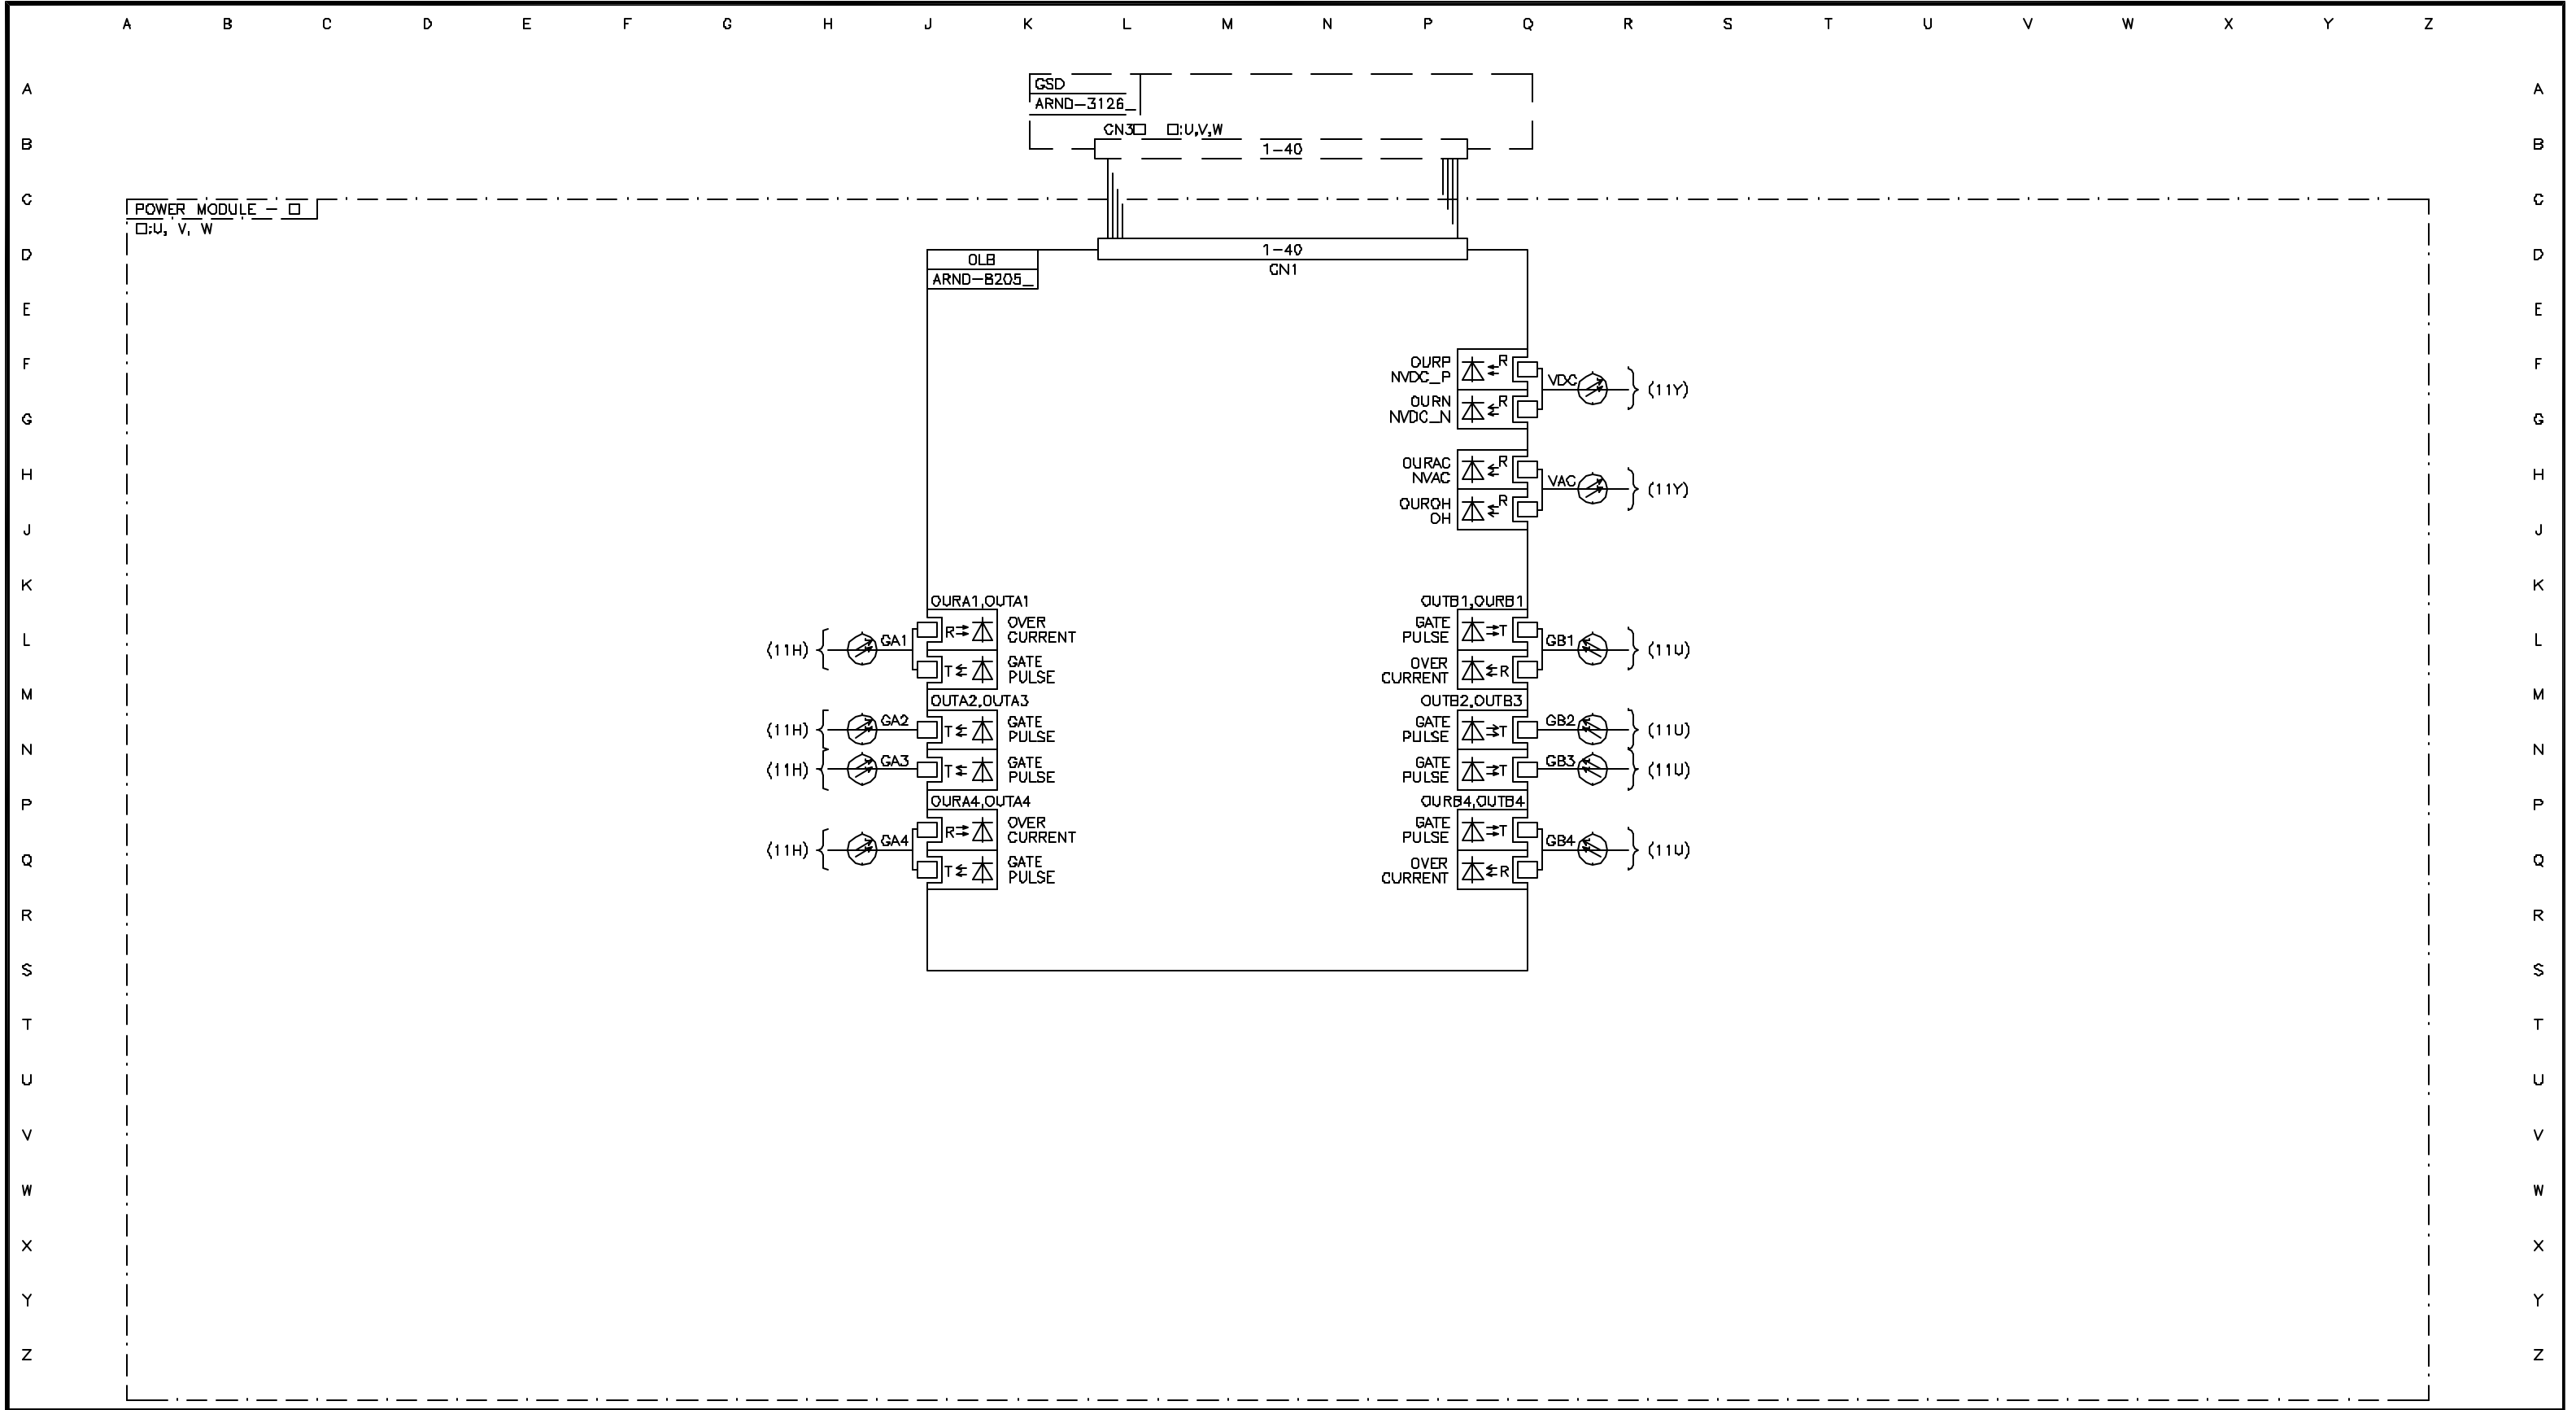 A B C D E F G H J K L M N P Q R S T U V W X Y Z
A A
GSD
ARND-3126_
CN3□ □:U,V,W
B 1-40 B
C C
POWER MODULE - □
□:U, V, W
D 1-40 D
CN1
OLB
ARND-8205_
E E
F F
OURP
NVDC_P R
VDC (11Y)
OURN
NVDC_N R
G G
H H
OURAC
NVAC R
VAC (11Y)
OUROH
OH R
J J
K K
OURA1,OUTA1 OUTB1,OURB1
L L
R OVER
CURRENT
GATE
PULSE T
(11H) GA1 GB1 (11U)
T GATE
PULSE
OVER
CURRENT R
M M
OUTA2,OUTA3 OUTB2,OUTB3
(11H) GA2 T GATE
PULSE
GATE
PULSE T GB2 (11U)
N N
(11H) GA3 T GATE
PULSE
GATE
PULSE T GB3 (11U)
P P
OURA4,OUTA4 OURB4,OUTB4
R OVER
CURRENT
GATE
PULSE T
(11H) GA4 GB4 (11U)
Q Q
T GATE
PULSE
OVER
CURRENT R
R R
S S
T T
U U
V V
W W
X X
Y Y
Z Z